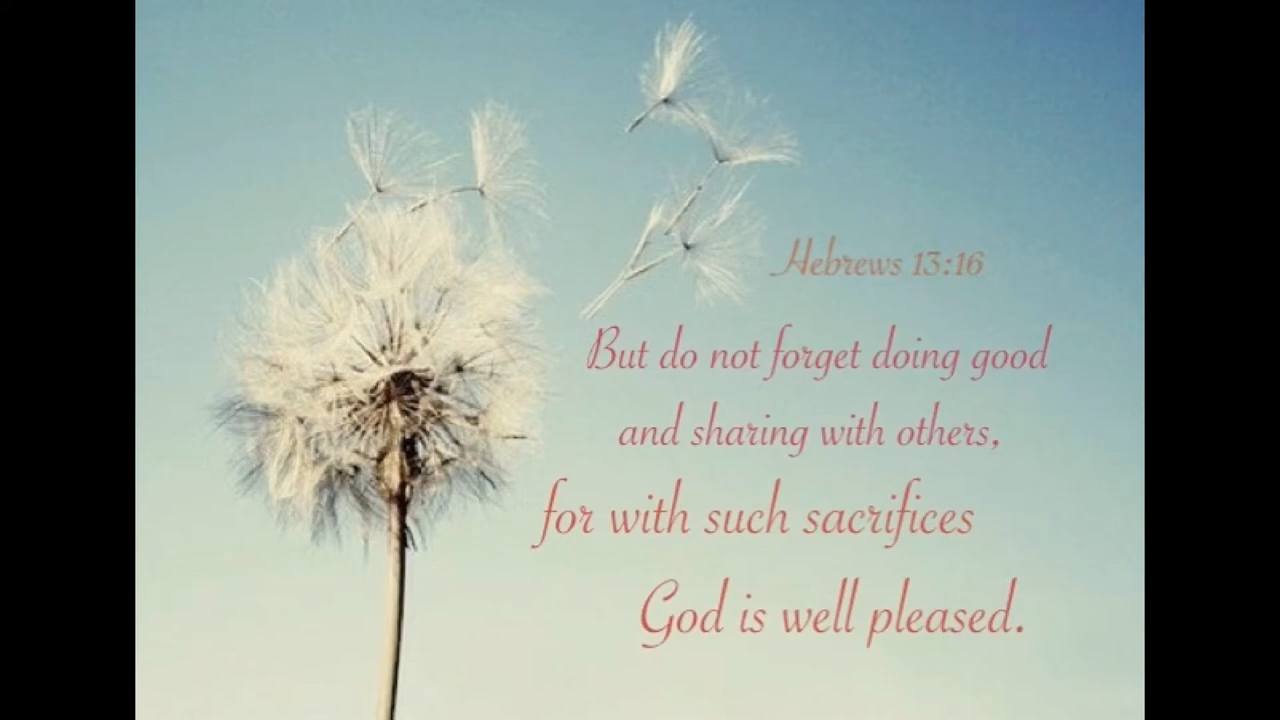 Hebrews 13:16
But do not forget doing good
and sharing with others,
for with such sacrifices
God is well pleased.